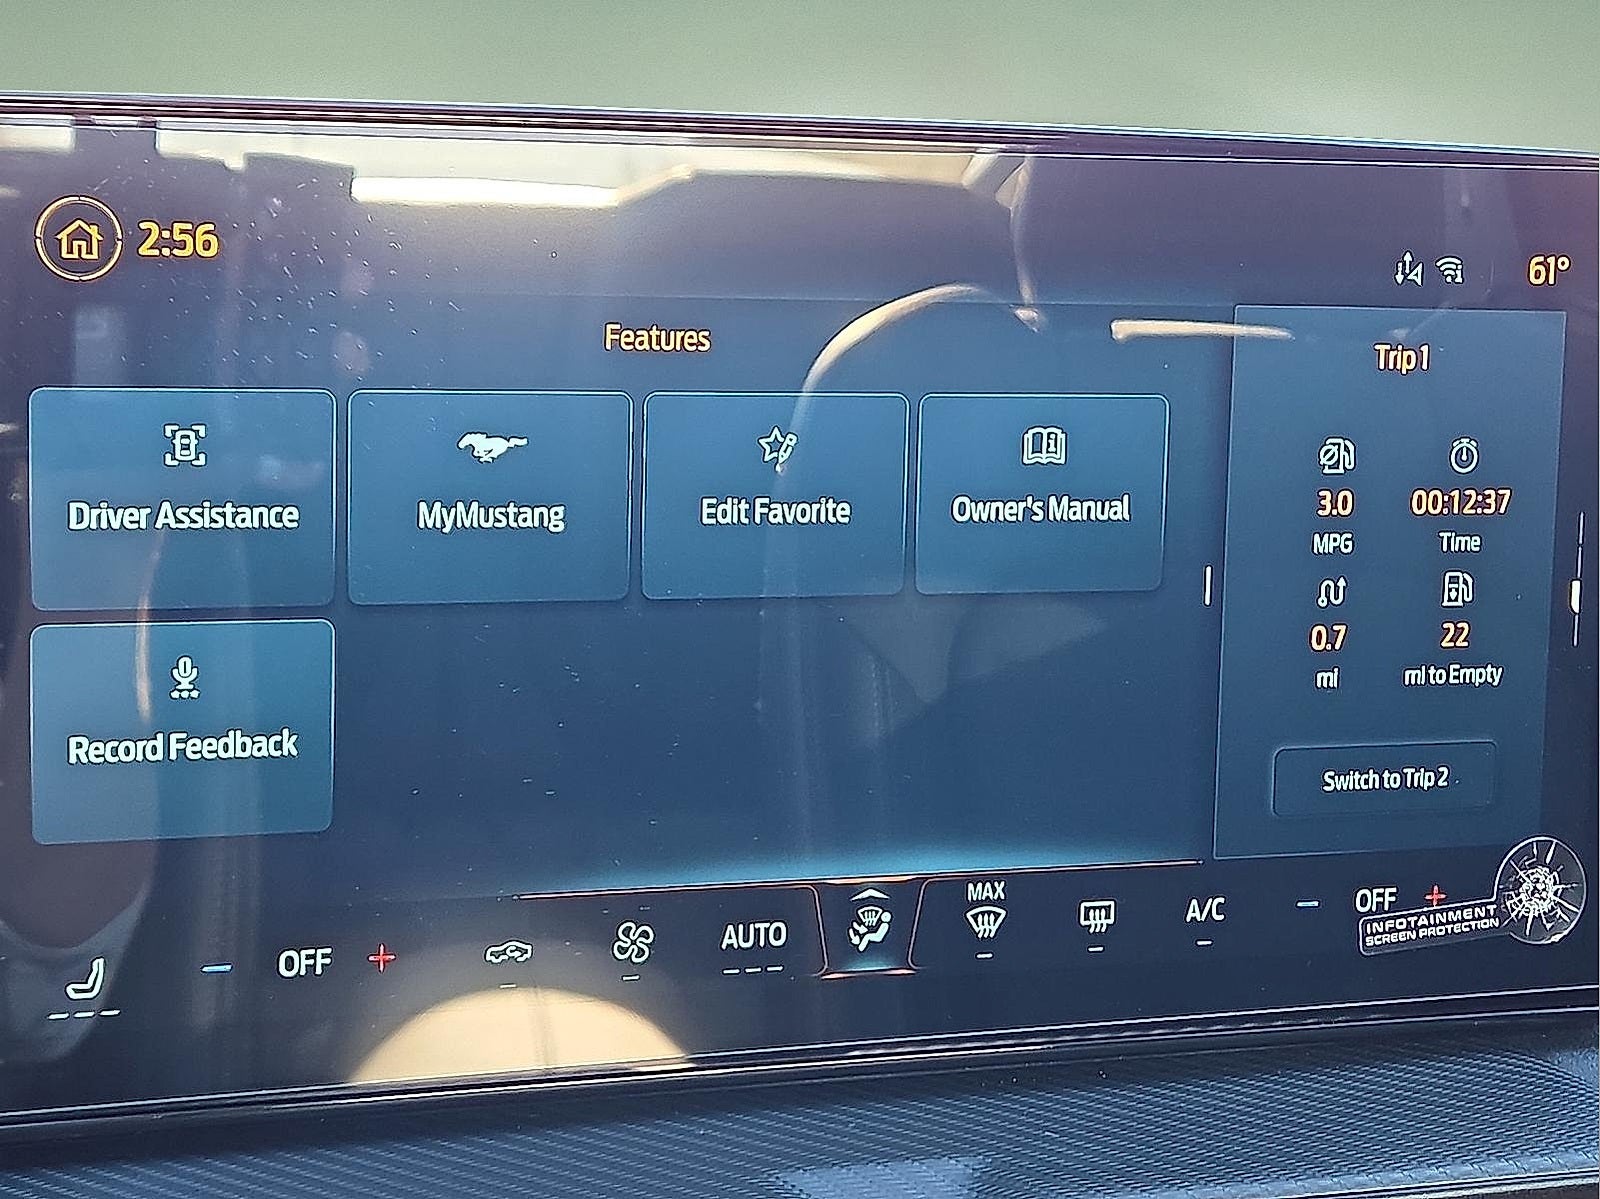 2:56
61°
Features
Trip 1
Driver Assistance
MyMustang
Edit Favorite
Owner's Manual
3.0
00:12:37
MPG
Time
0.7
22
mi
mi to Empty
Record Feedback
Switch to Trip 2
OFF
AUTO
MAX
A/C
OFF
INFOTAINMENT
SCREEN PROTECTION